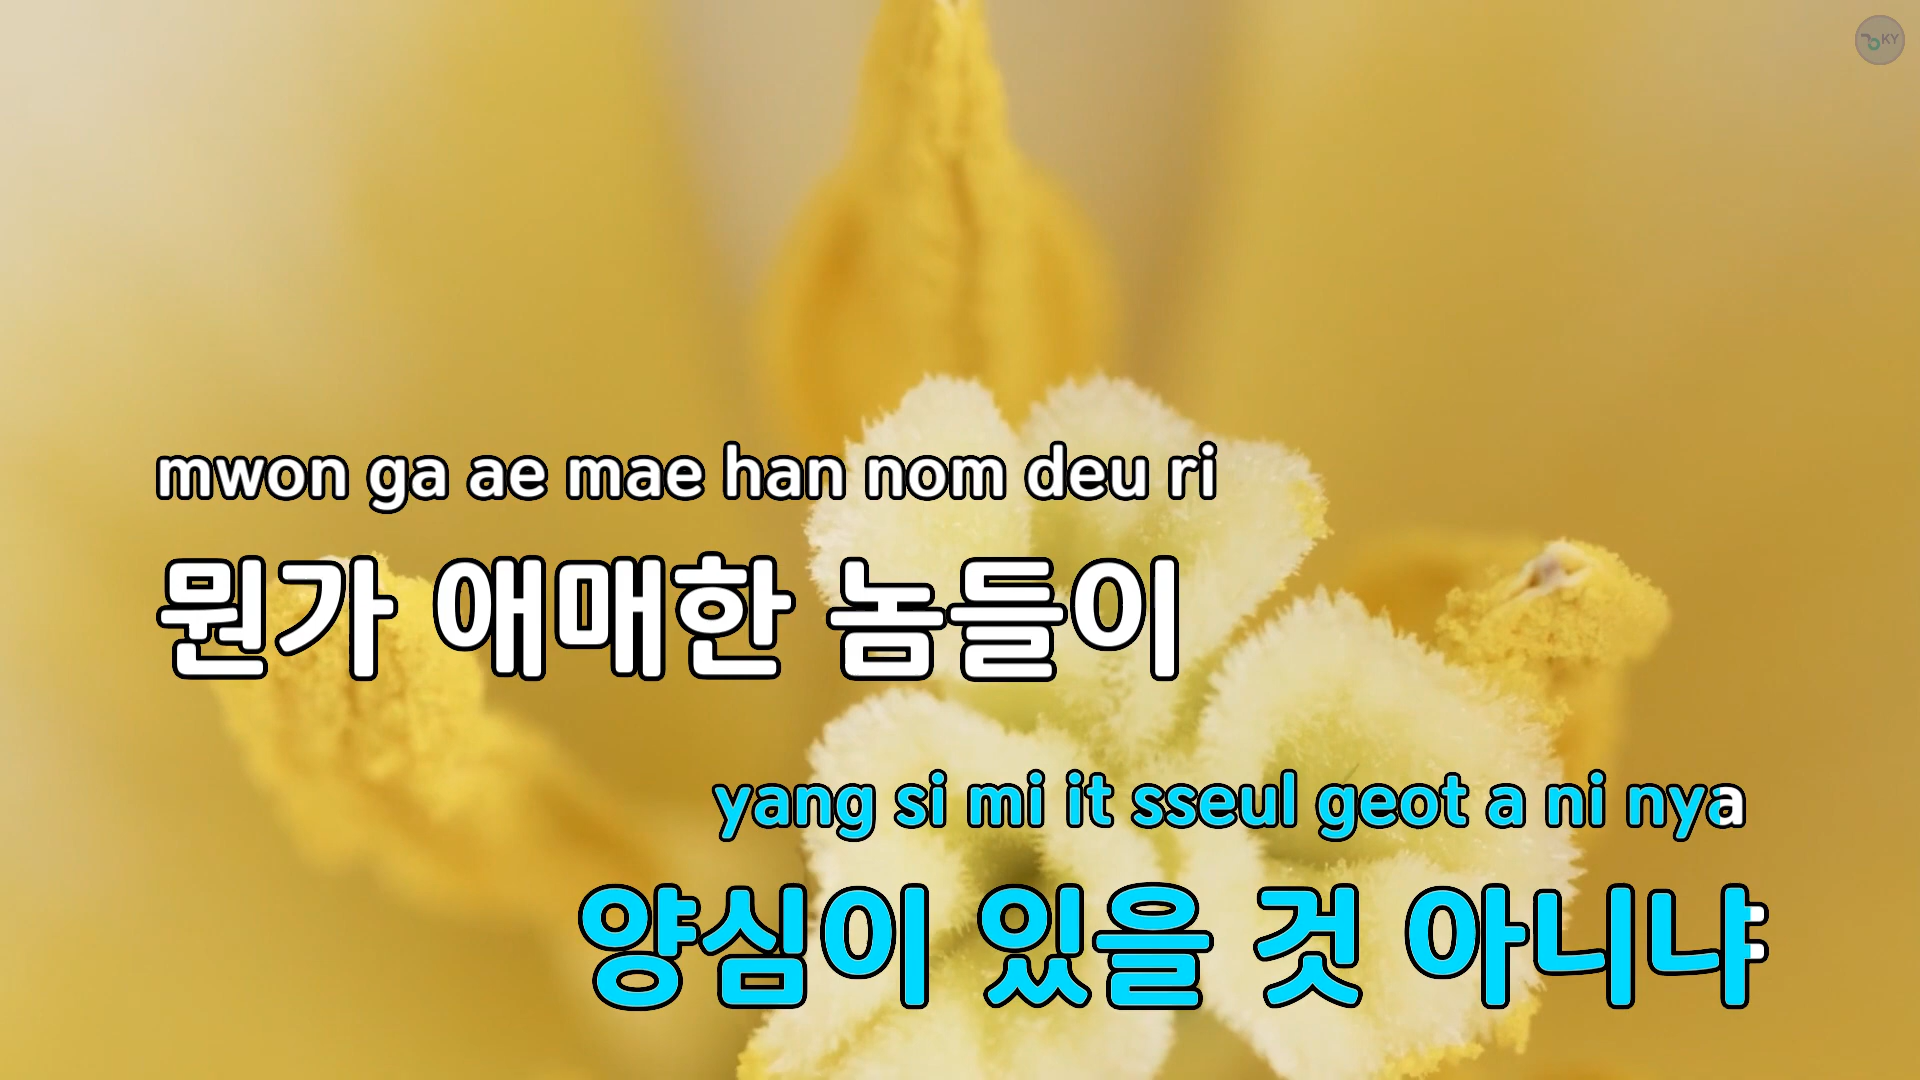 KY
mwon ga ae mae han nom deu ri
뭔가 애매한 놈들이
yang si mi it sseul geot a ni nya
양심이 있을 것 아니냐